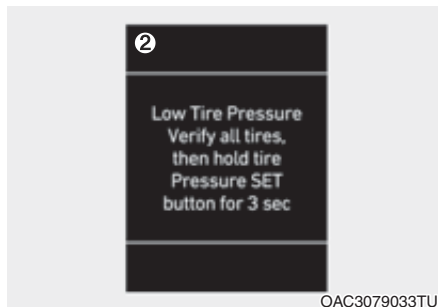 ❷
Low Tire Pressure
Verify all tires,
then hold tire
Pressure SET
button for 3 sec
OAC3079033TU